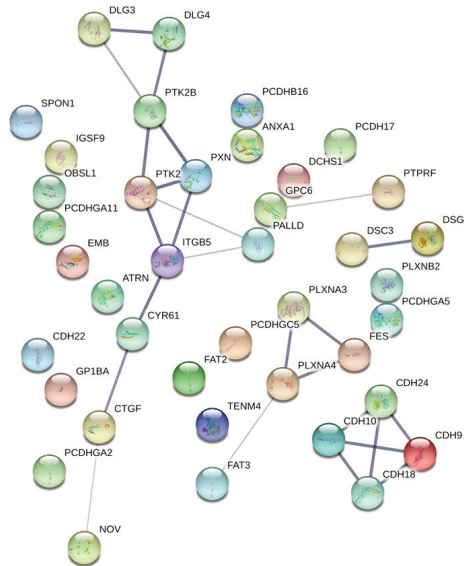 DLG3
DLG4
PTK2B
PCDHB16
SPON1
ANXA1
PCDH17
IGSF9
PXN
DCHS1
OBSL1
PTK2
GPC6
PTPRF
PCDHGA11
PALLD
DSC3
DSG
EMB
ITGB5
PLXNB2
ATRN
PLXNA3
PCDHGA5
CYR61
PCDHGC5
FES
CDH22
FAT2
PLXNA4
GP1BA
CDH24
TENM4
CDH10
CTGF
CDH9
PCDHGA2
FAT3
CDH18
NOV